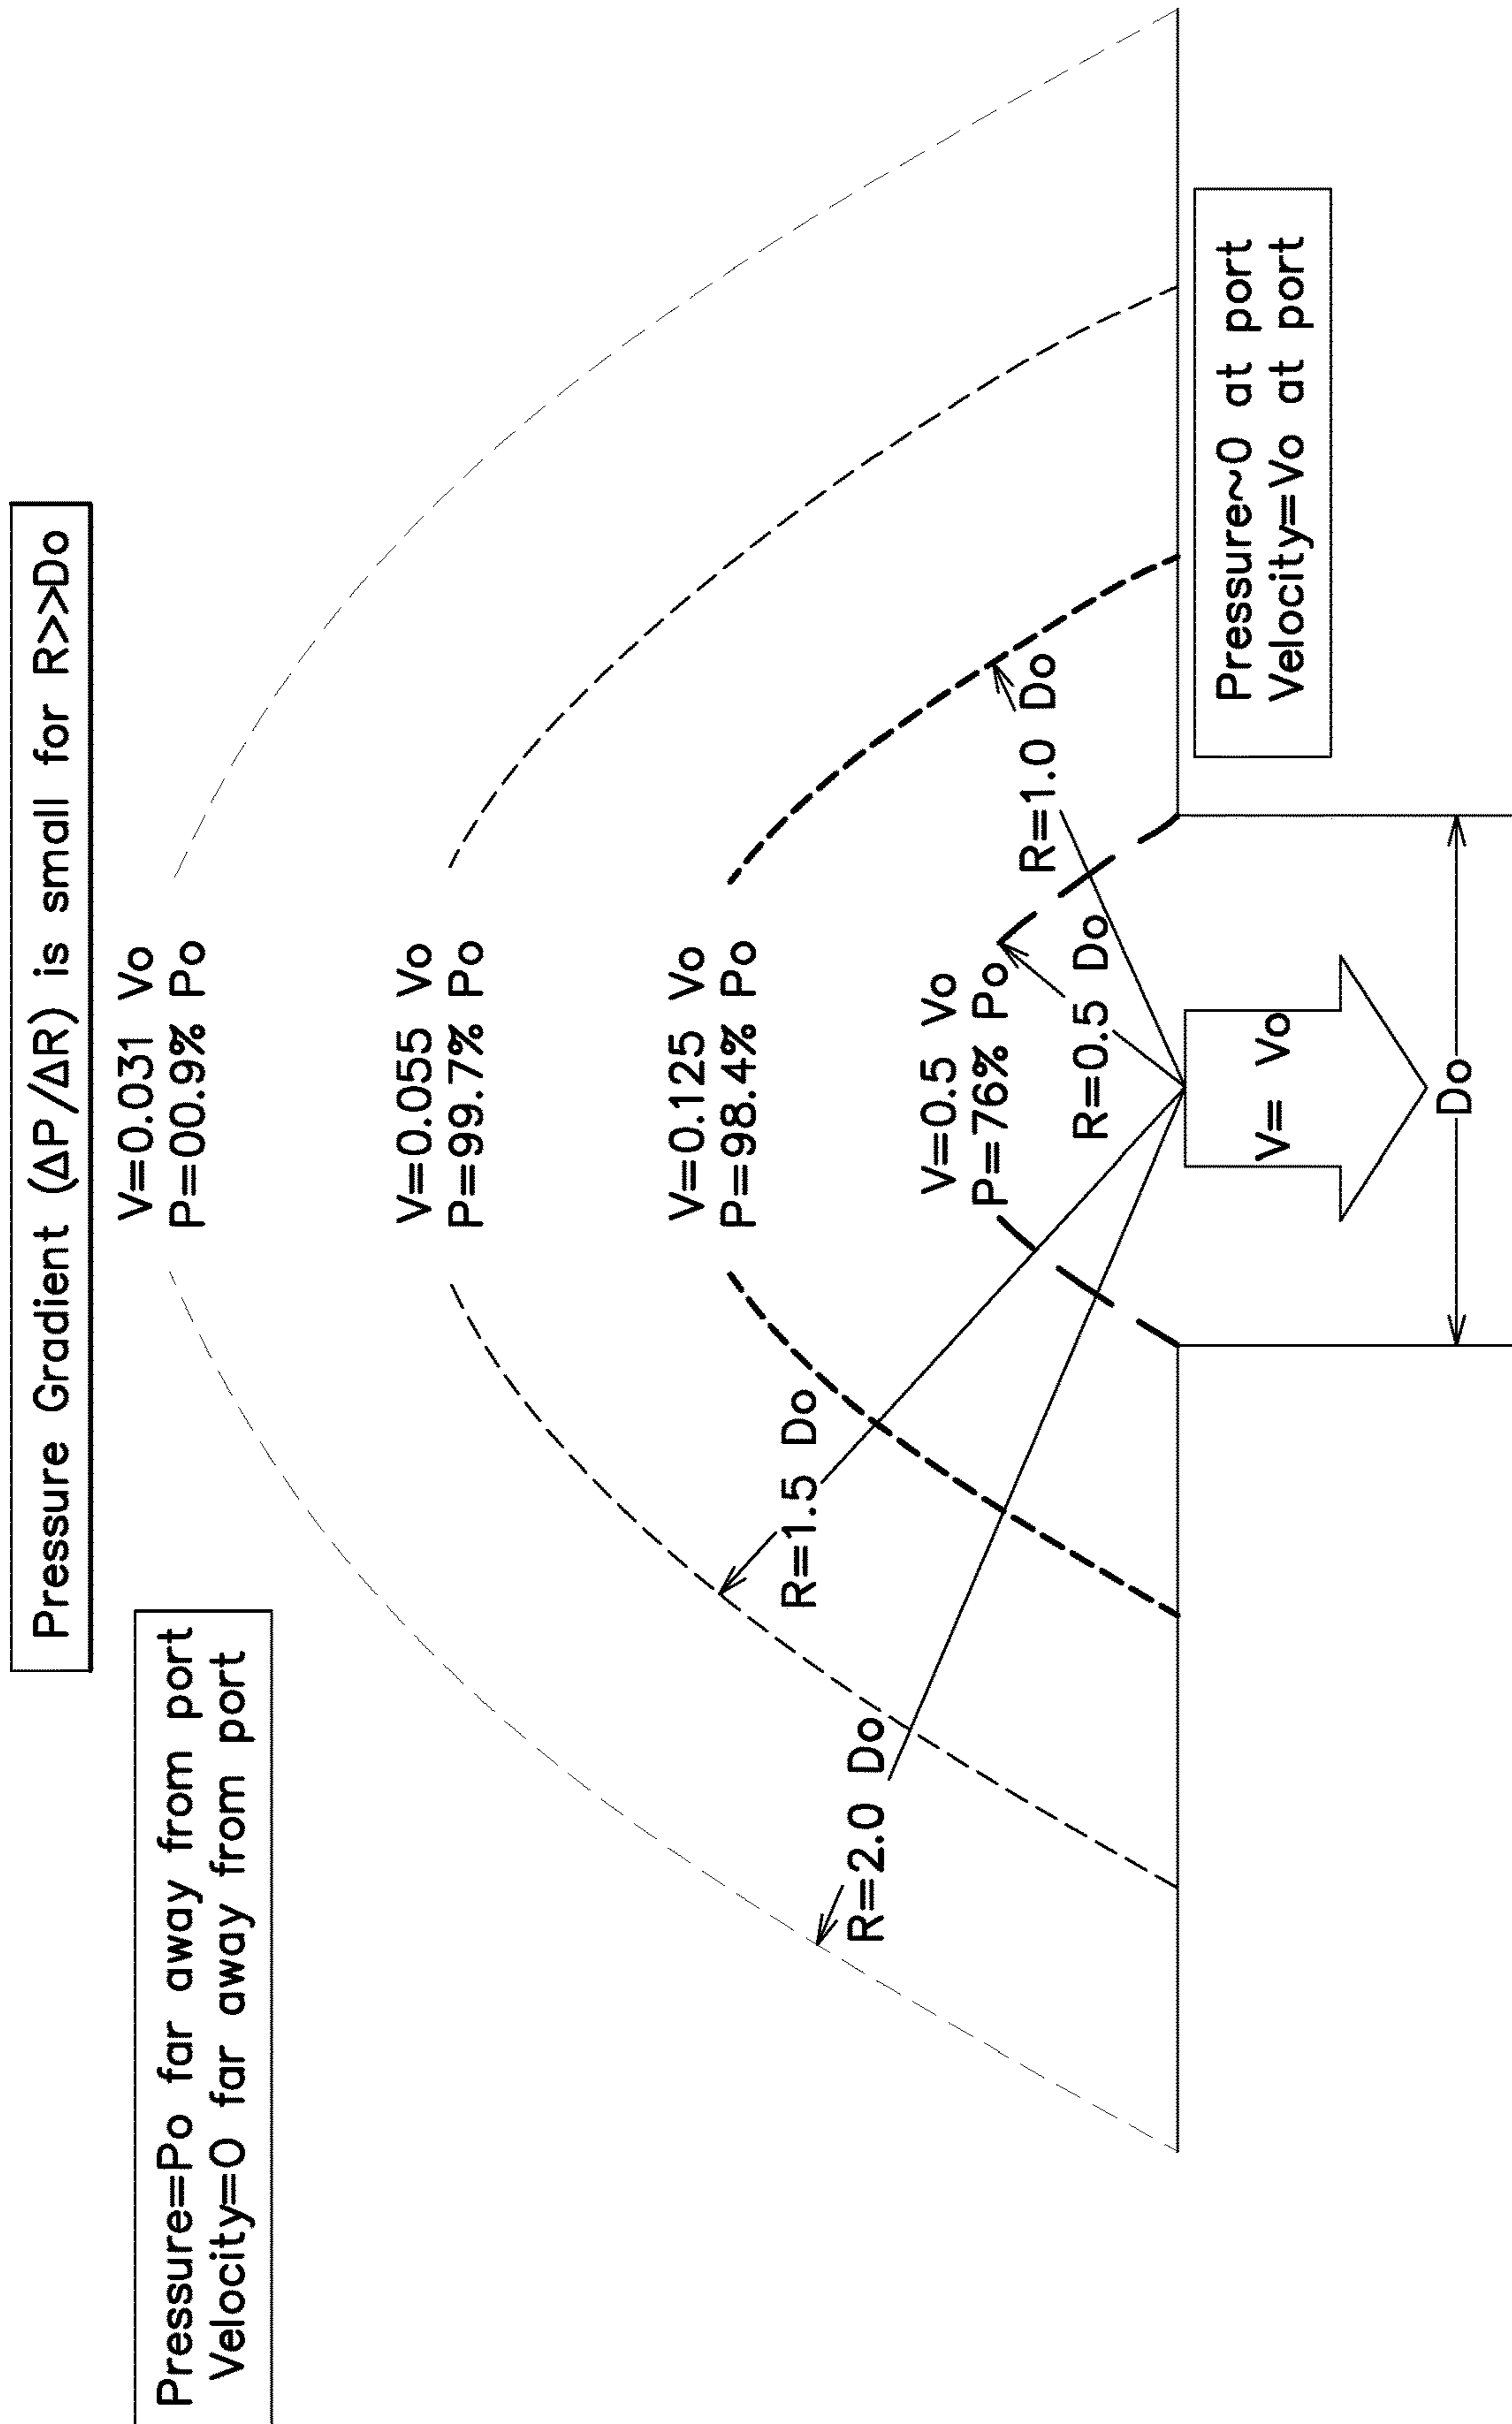 Pressure Gradient (ΔP/ΔR) is small for R>>Do
Pressure=Po far away from port
Velocity=0 far away from port
V=0.031 Vo
P=00.9% Po
V=0.055 Vo
P=99.7% Po
V=0.125 Vo
P=98.4% Po
V=0.5 Vo
P=76% Po
R=2.0 Do
R=1.5 Do
R=0.5 Do
R=1.0 Do
V= Vo
Do
Pressure~0 at port
Velocity=Vo at port